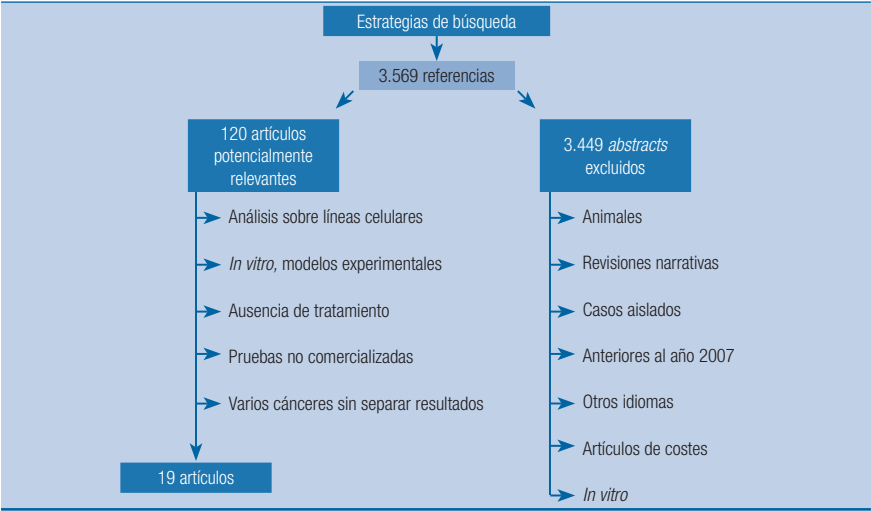 Estrategias de búsqueda
3.569 referencias
120 artículos
potencialmente
relevantes
Análisis sobre líneas celulares
In vitro, modelos experimentales
Ausencia de tratamiento
Pruebas no comercializadas
Varios cánceres sin separar resultados
19 artículos
3.449 abstracts
excluidos
Animales
Revisiones narrativas
Casos aislados
Anteriores al año 2007
Otros idiomas
Artículos de costes
In vitro